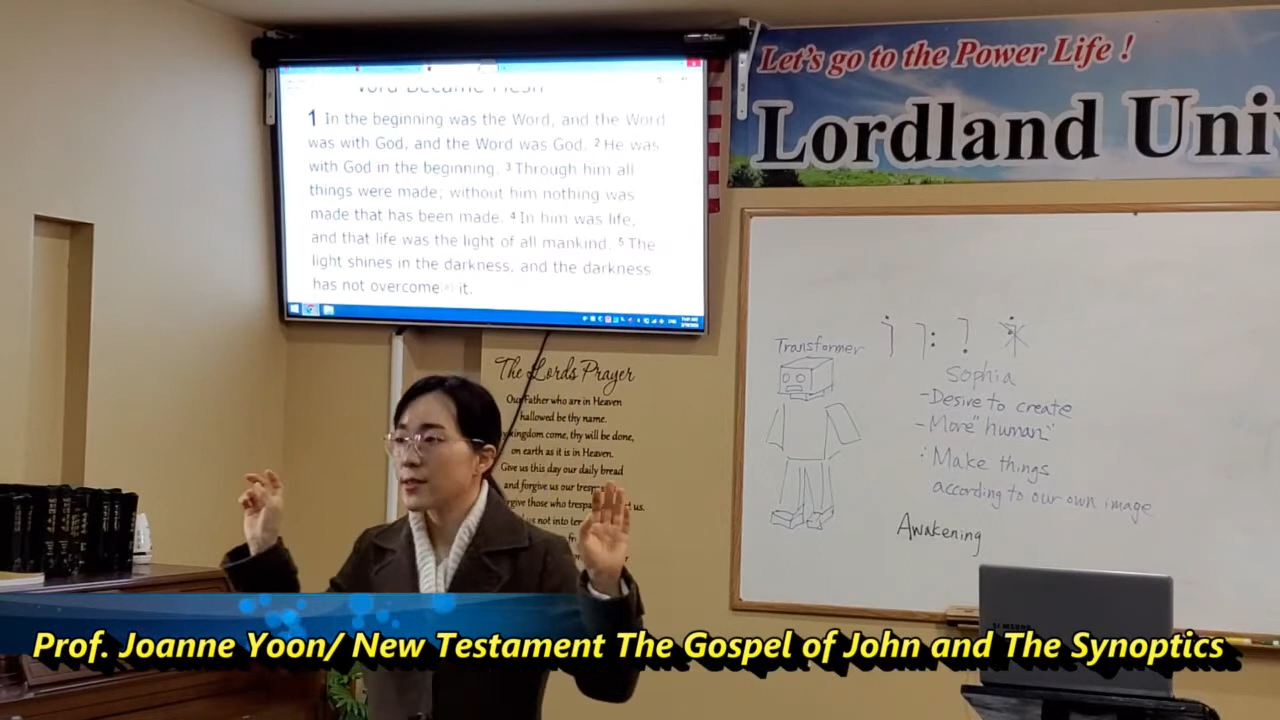 Let's go to the Power Life !
Lordland Uni
Word Became Flesh
1 In the beginning was the Word, and the Word
was with God, and the Word was God. 2 He was
with God in the beginning. 3 Through him all
things were made; without him nothing was
made that has been made. 4 In him was life,
and that life was the light of all mankind. 5 The
light shines in the darkness, and the darkness
has not overcome[a] it.
The Lord's Prayer
Our Father who are in Heaven
hallowed be thy name.
kingdom come, thy will be done,
on earth as it is in Heaven.
Give us this day our daily bread
and forgive us our
those who us.
us not into
Transformer
Sophia
-Desire to create
-More "human"
: Make things
according to our own image
Awakening
SAMSUNG
Prof. Joanne Yoon/ New Testament The Gospel of John and The Synoptics